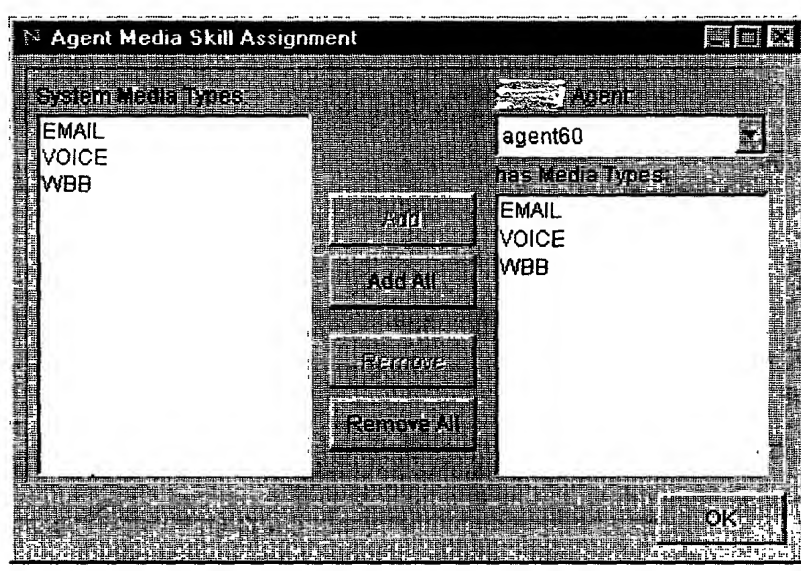 Agent Media Skill Assignment
System Media Types:
EMAIL
VOICE
WBB
Add
Add All
Remove
Remove All
Agent:
agent60
has Media Types:
EMAIL
VOICE
WBB
OK